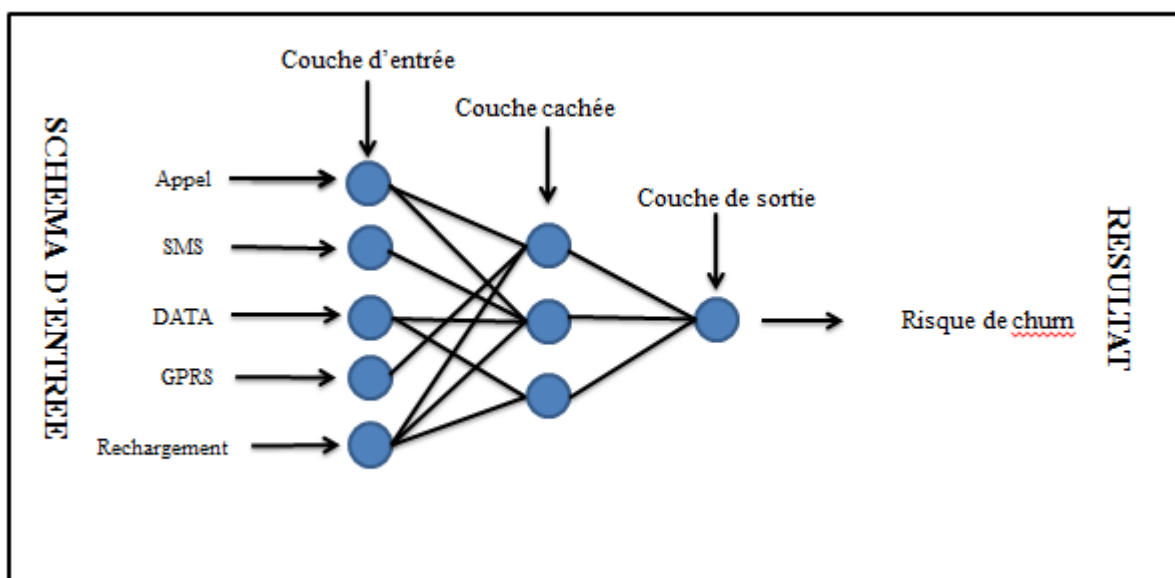 Couche d'entrée
Couche cachée
Couche de sortie
SCHEMA D'ENTREE
Appel
SMS
DATA
GPRS
Rechargement
Risque de churn
RESULTAT